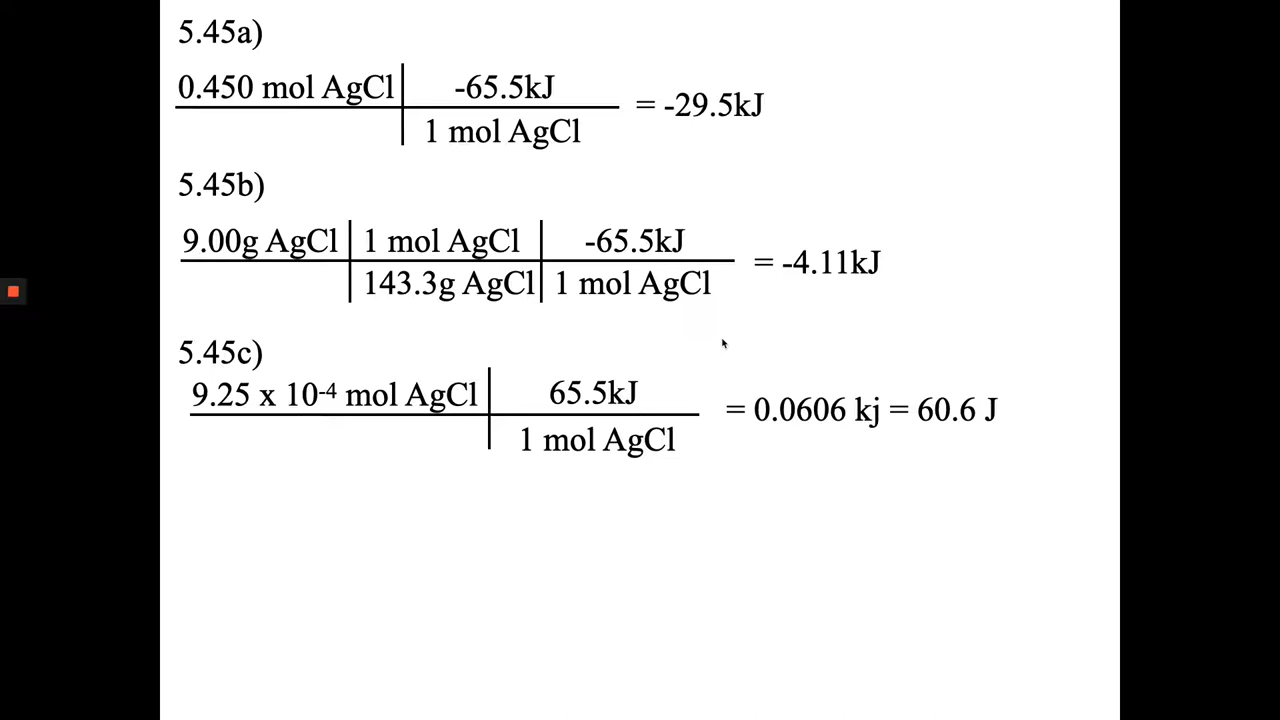 5.45a)
0.450 mol AgCl -65.5kJ = -29.5kJ
1 mol AgCl
5.45b)
9.00g AgCl 1 mol AgCl -65.5kJ = -4.11kJ
143.3g AgCl 1 mol AgCl
5.45c)
9.25 x 10⁻⁴ mol AgCl 65.5kJ = 0.0606 kj = 60.6 J
1 mol AgCl